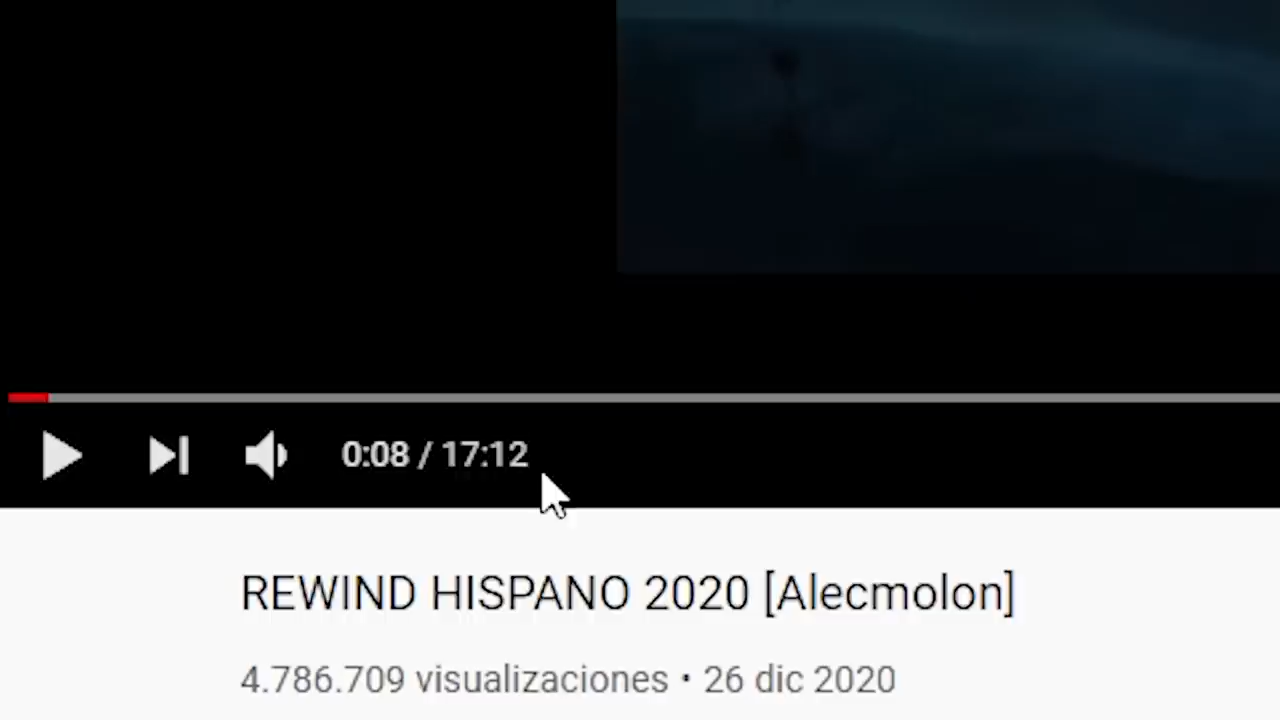 0:08 / 17:12
REWIND HISPANO 2020 [Alecmolon]
4.786.709 visualizaciones • 26 dic 2020